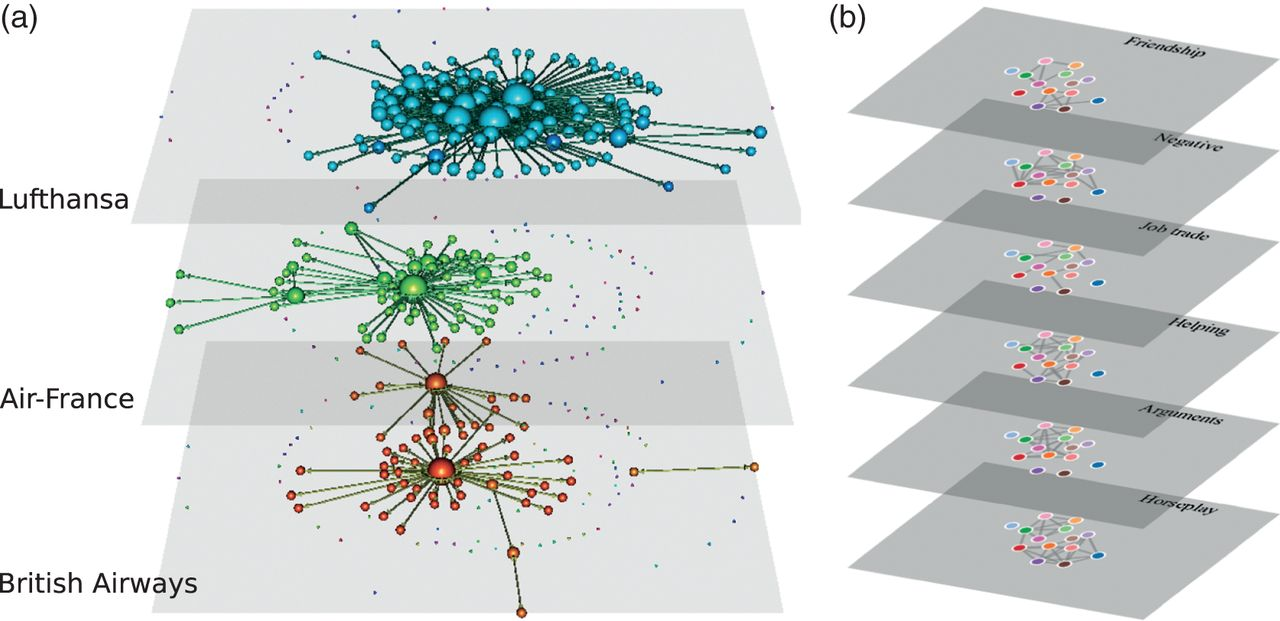 (a)
Lufthansa
Air-France
British Airways
(b)
Friendship
Negative
Job trade
Helping
Arguments
Horseplay